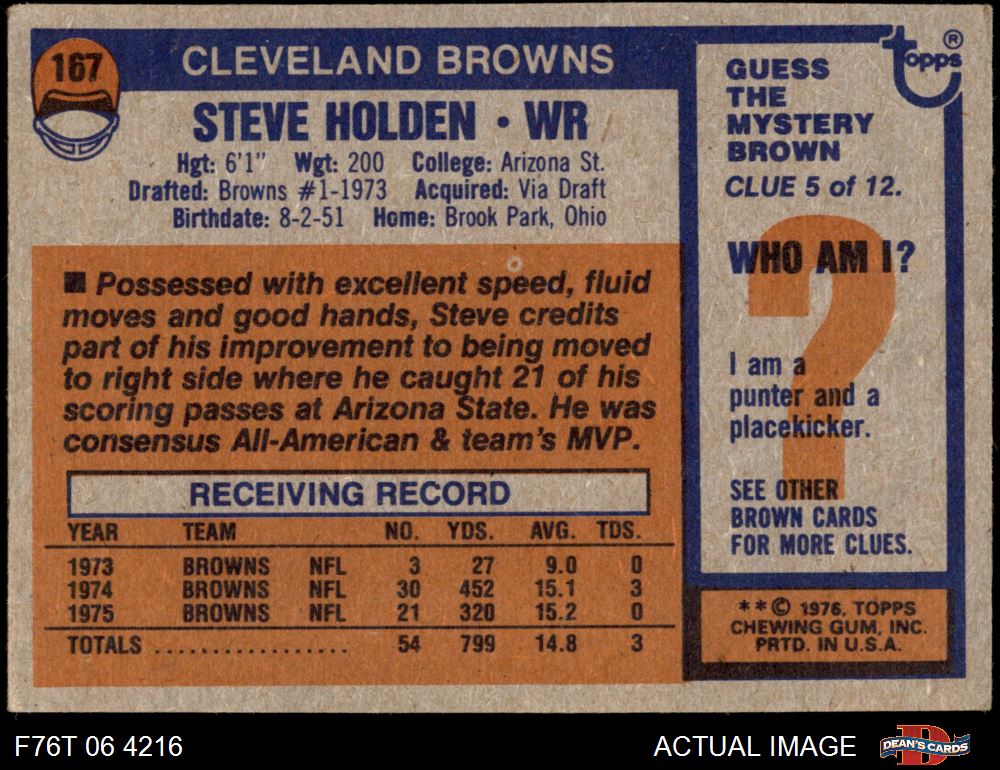 167
CLEVELAND BROWNS
STEVE HOLDEN • WR
Hgt: 6'1" Wgt: 200 College: Arizona St.
Drafted: Browns #1-1973 Acquired: Via Draft
Birthdate: 8-2-51 Home: Brook Park, Ohio
■ Possessed with excellent speed, fluid
moves and good hands, Steve credits
part of his improvement to being moved
to right side where he caught 21 of his
scoring passes at Arizona State. He was
consensus All-American & team's MVP.
RECEIVING RECORD
YEAR TEAM NO. YDS. AVG. TDS.
1973 BROWNS NFL 3 27 9.0 0
1974 BROWNS NFL 30 452 15.1 3
1975 BROWNS NFL 21 320 15.2 0
TOTALS .................. 54 799 14.8 3
topps®
GUESS
THE
MYSTERY
BROWN
CLUE 5 of 12.
?
WHO AM I?
I am a
punter and a
placekicker.
SEE OTHER
BROWN CARDS
FOR MORE CLUES.
**© 1976, TOPPS
CHEWING GUM, INC.
PRTD. IN U.S.A.
F76T 06 4216
ACTUAL IMAGE
D
DEAN'S CARDS